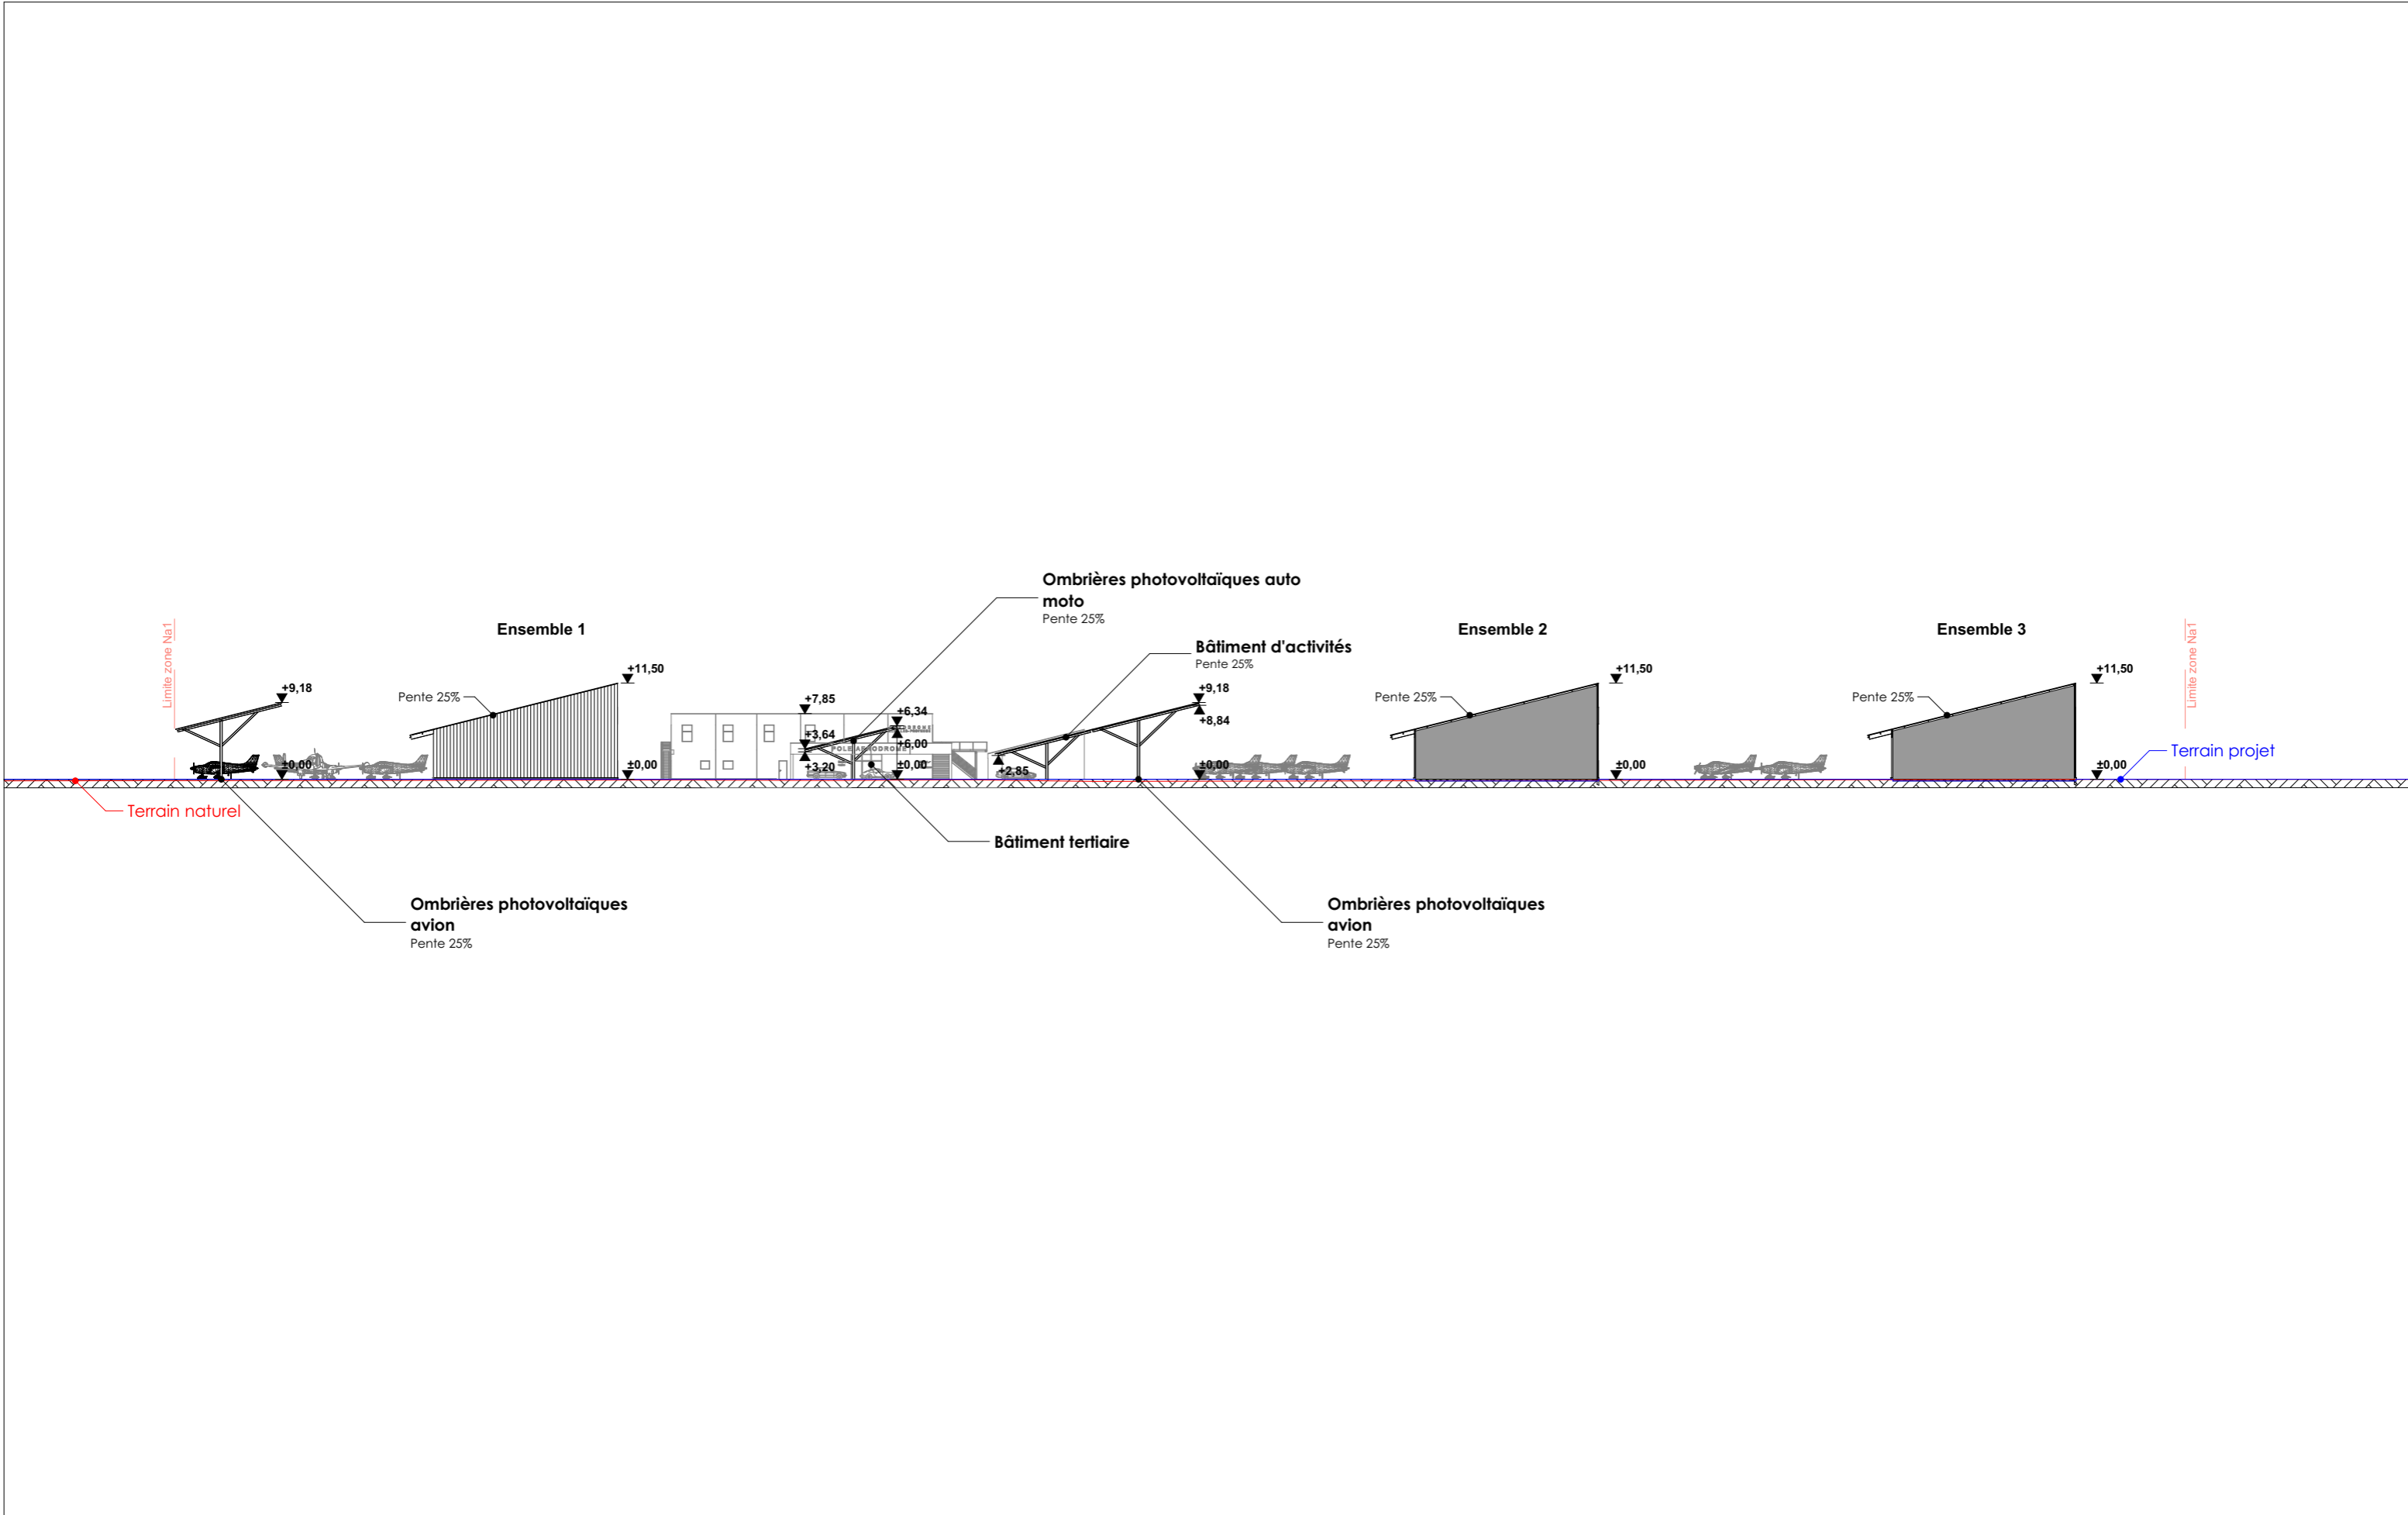 Ombrières photovoltaïques auto
moto
Pente 25%
Limite zone Na1
Ensemble 1
Bâtiment d'activités
Pente 25%
Ensemble 2
Ensemble 3
Limite zone Na1
+9,18
Pente 25%
+11,50
+7,85
+6,34
+3,64
+6,00
POLE AERODROME
+3,20
±0,00
+9,18
+8,84
+2,85
±0,00
Pente 25%
+11,50
Pente 25%
+11,50
±0,00
±0,00
±0,00
±0,00
Terrain projet
Terrain naturel
Bâtiment tertiaire
Ombrières photovoltaïques
avion
Pente 25%
Ombrières photovoltaïques
avion
Pente 25%